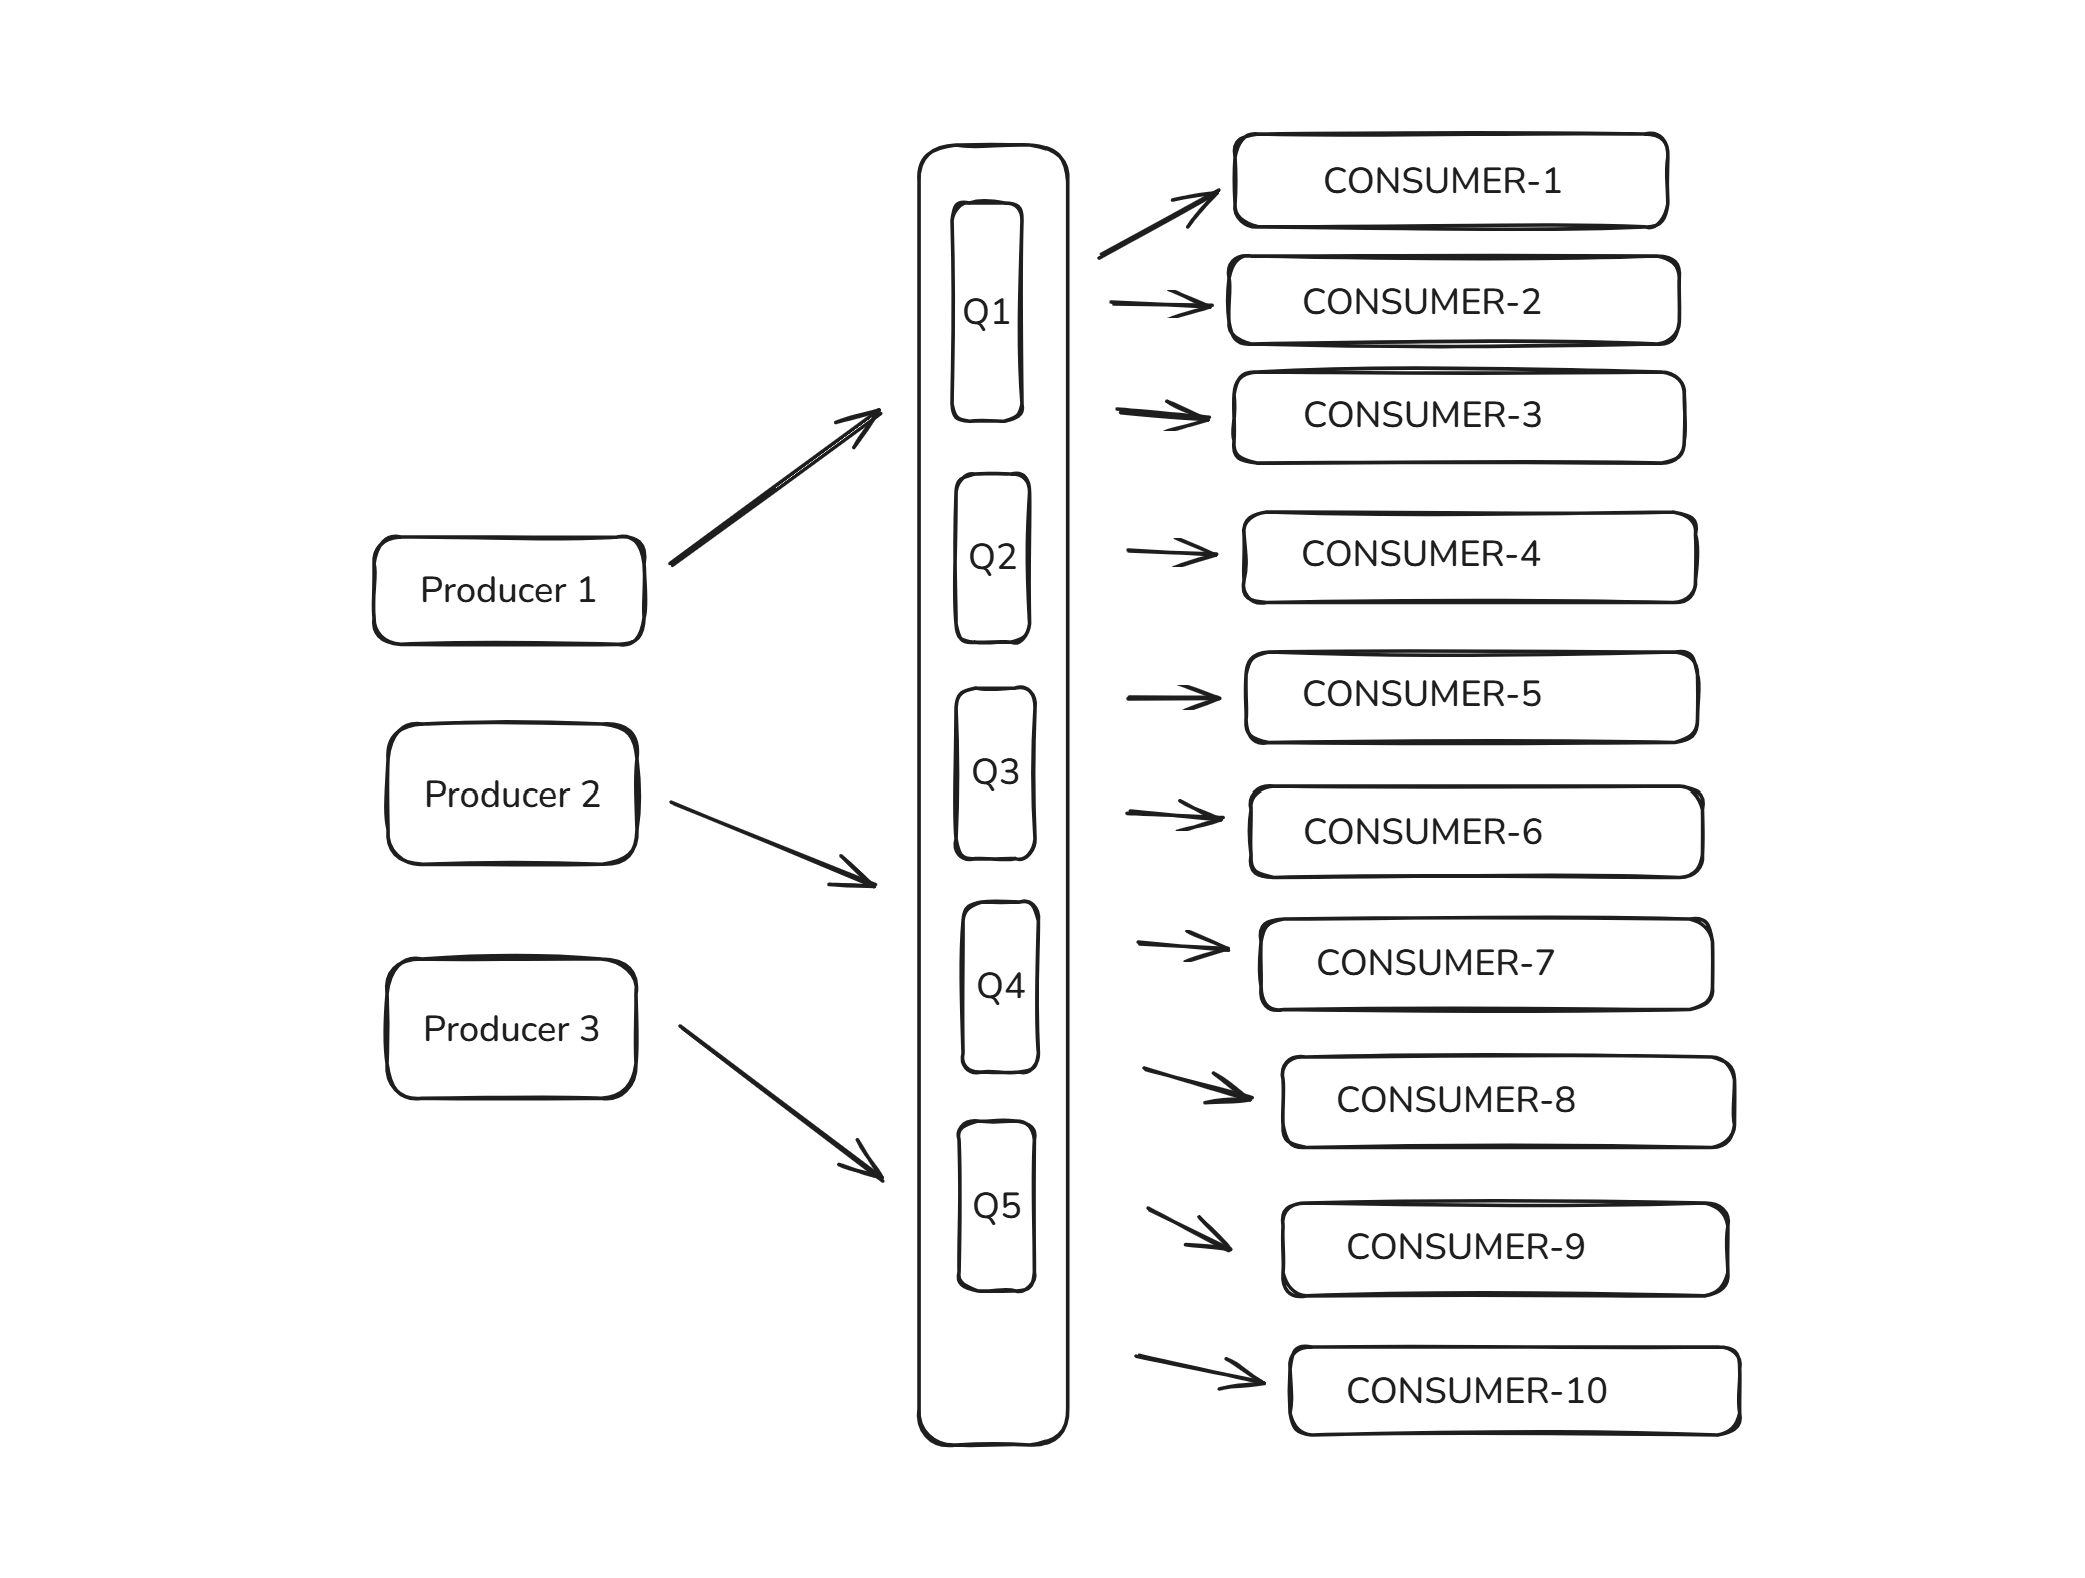 Producer 1
Producer 2
Producer 3
Q1
Q2
Q3
Q4
Q5
CONSUMER-1
CONSUMER-2
CONSUMER-3
CONSUMER-4
CONSUMER-5
CONSUMER-6
CONSUMER-7
CONSUMER-8
CONSUMER-9
CONSUMER-10